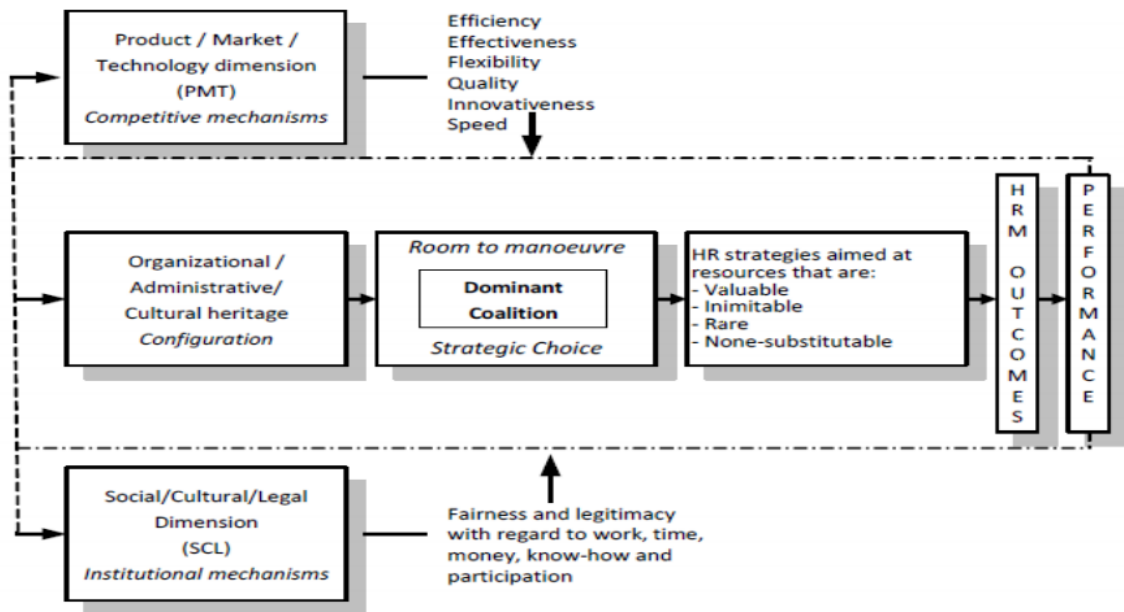 Product / Market /
Technology dimension
(PMT)
Competitive mechanisms
Efficiency
Effectiveness
Flexibility
Quality
Innovativeness
Speed
Organizational /
Administrative/
Cultural heritage
Configuration
Room to manoeuvre
Dominant
Coalition
Strategic Choice
HR strategies aimed at
resources that are:
- Valuable
- Inimitable
- Rare
- None-substitutable
HRM OUTCOMES
PERFORMANCE
Social/Cultural/Legal
Dimension
(SCL)
Institutional mechanisms
Fairness and legitimacy
with regard to work, time,
money, know-how and
participation